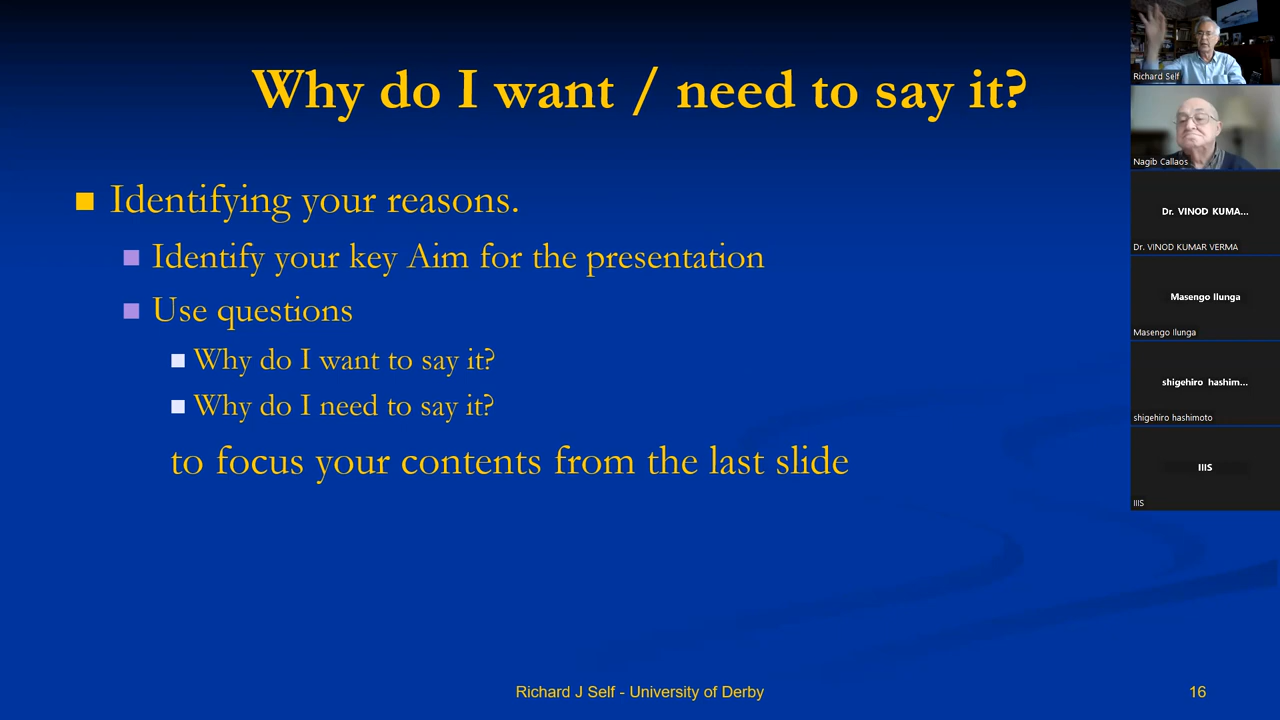 Why do I want / need to say it?
Identifying your reasons.
Identify your key Aim for the presentation
Use questions
Why do I want to say it?
Why do I need to say it?
to focus your contents from the last slide
Richard J Self - University of Derby
16
Richard Self
Nagib Callaos
Dr. VINOD KUMA...
Dr. VINOD KUMAR VERMA
Masengo Ilunga
Masengo Ilunga
shigehiro hashim...
shigehiro hashimoto
IIIS
IIIS